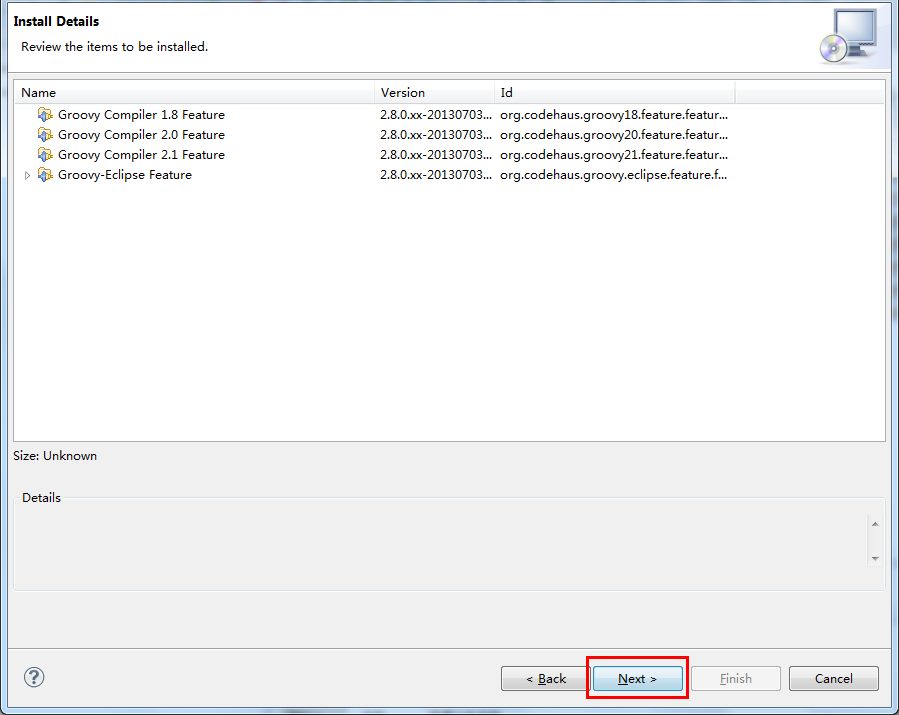 Install Details
Review the items to be installed.
Name Version Id
Groovy Compiler 1.8 Feature 2.8.0.xx-20130703... org.codehaus.groovy18.feature.featur...
Groovy Compiler 2.0 Feature 2.8.0.xx-20130703... org.codehaus.groovy20.feature.featur...
Groovy Compiler 2.1 Feature 2.8.0.xx-20130703... org.codehaus.groovy21.feature.featur...
Groovy-Eclipse Feature 2.8.0.xx-20130703... org.codehaus.groovy.eclipse.feature.f...
Size: Unknown
Details
? < Back Next > Finish Cancel